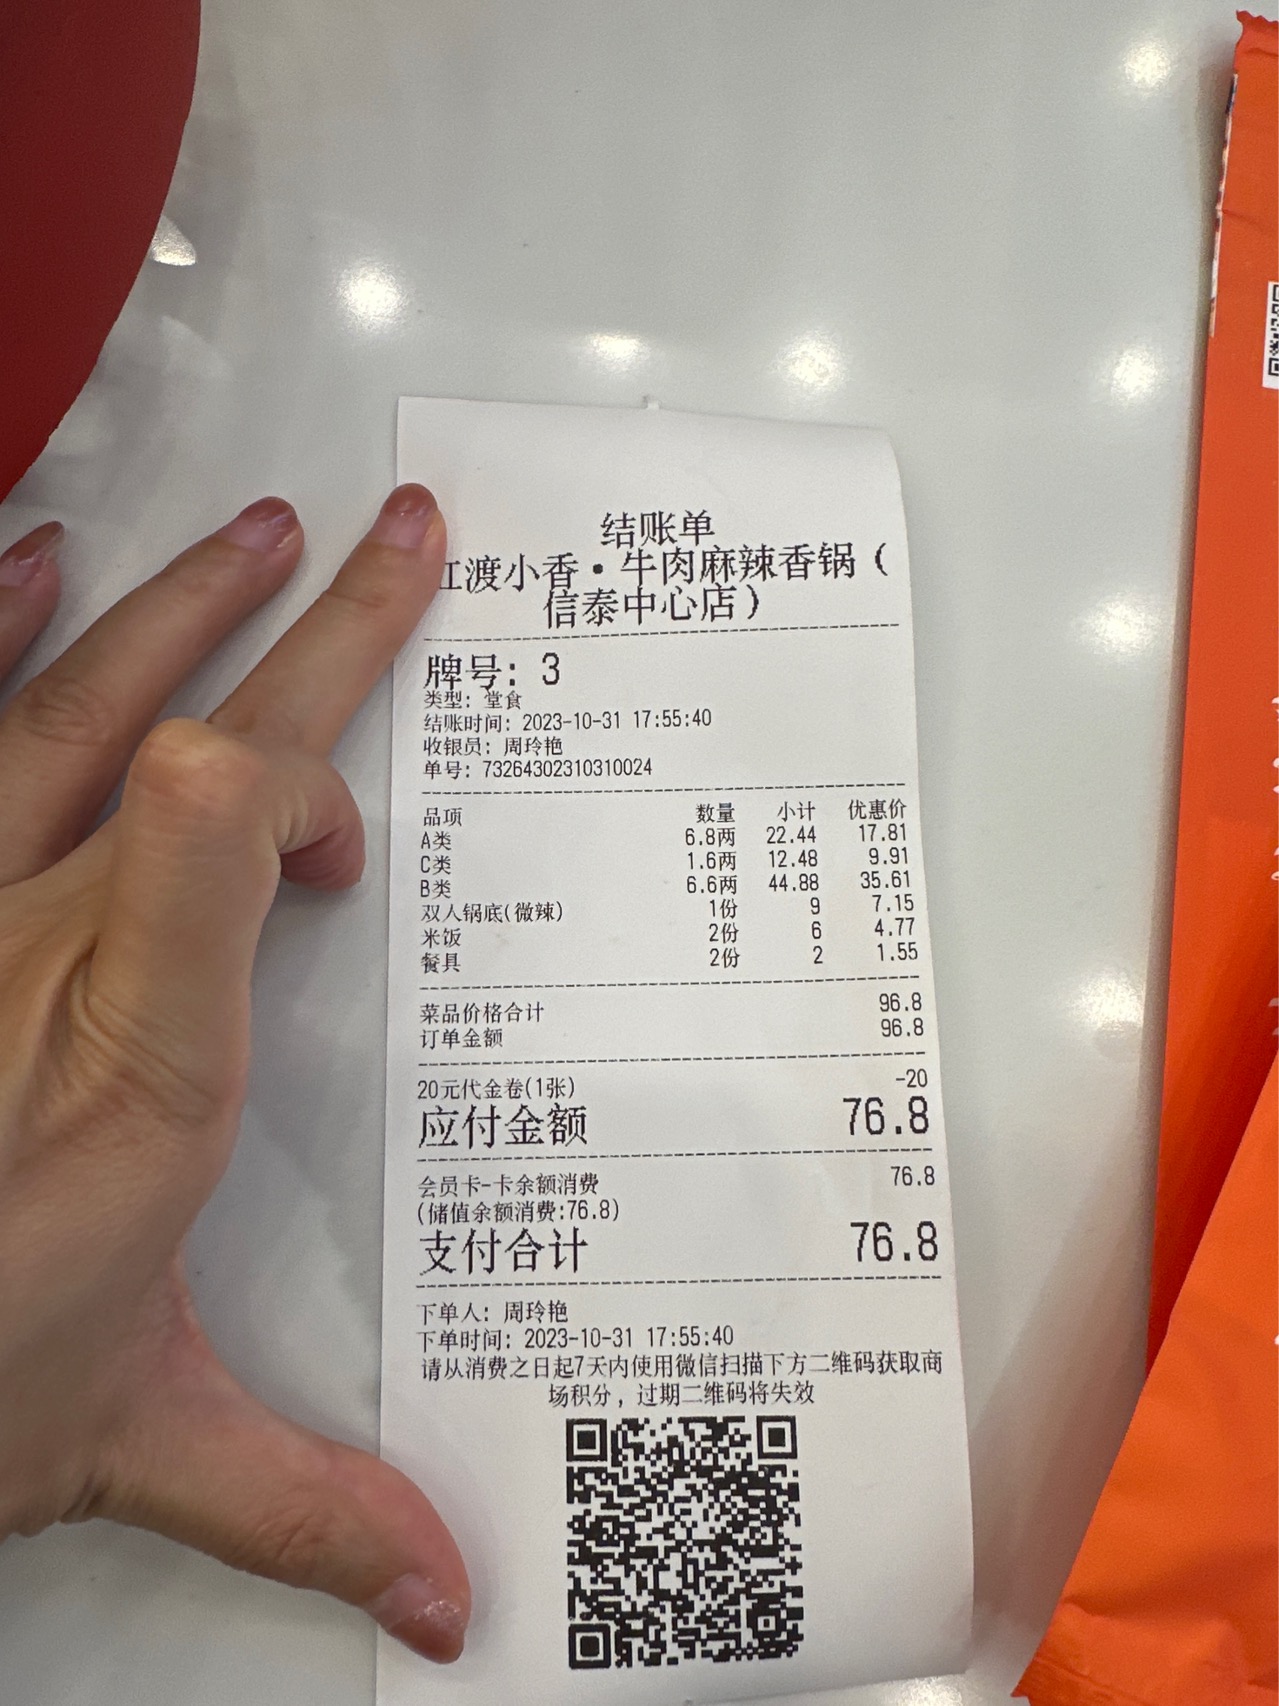 结账单
渡小香·牛肉麻辣香锅（
信泰中心店）
牌号: 3
类型: 堂食
结账时间: 2023-10-31 17:55:40
收银员: 周玲艳
单号: 73264302310310024
品项 数量 小计 优惠价
A类 6.8两 22.44 17.81
C类 1.6两 12.48 9.91
B类 6.6两 44.88 35.61
双人锅底(微辣) 1份 9 7.15
米饭 2份 6 4.77
餐具 2份 2 1.55
菜品价格合计 96.8
订单金额 96.8
20元代金卷(1张) -20
应付金额 76.8
会员卡-卡余额消费 76.8
(储值余额消费:76.8)
支付合计 76.8
下单人: 周玲艳
下单时间: 2023-10-31 17:55:40
请从消费之日起7天内使用微信扫描下方二维码获取商
场积分，过期二维码将失效